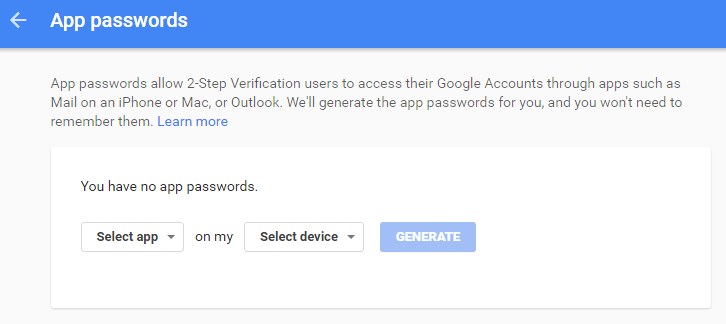 App passwords
App passwords allow 2-Step Verification users to access their Google Accounts through apps such as
Mail on an iPhone or Mac, or Outlook. We'll generate the app passwords for you, and you won't need to
remember them. Learn more
You have no app passwords.
Select app on my Select device GENERATE